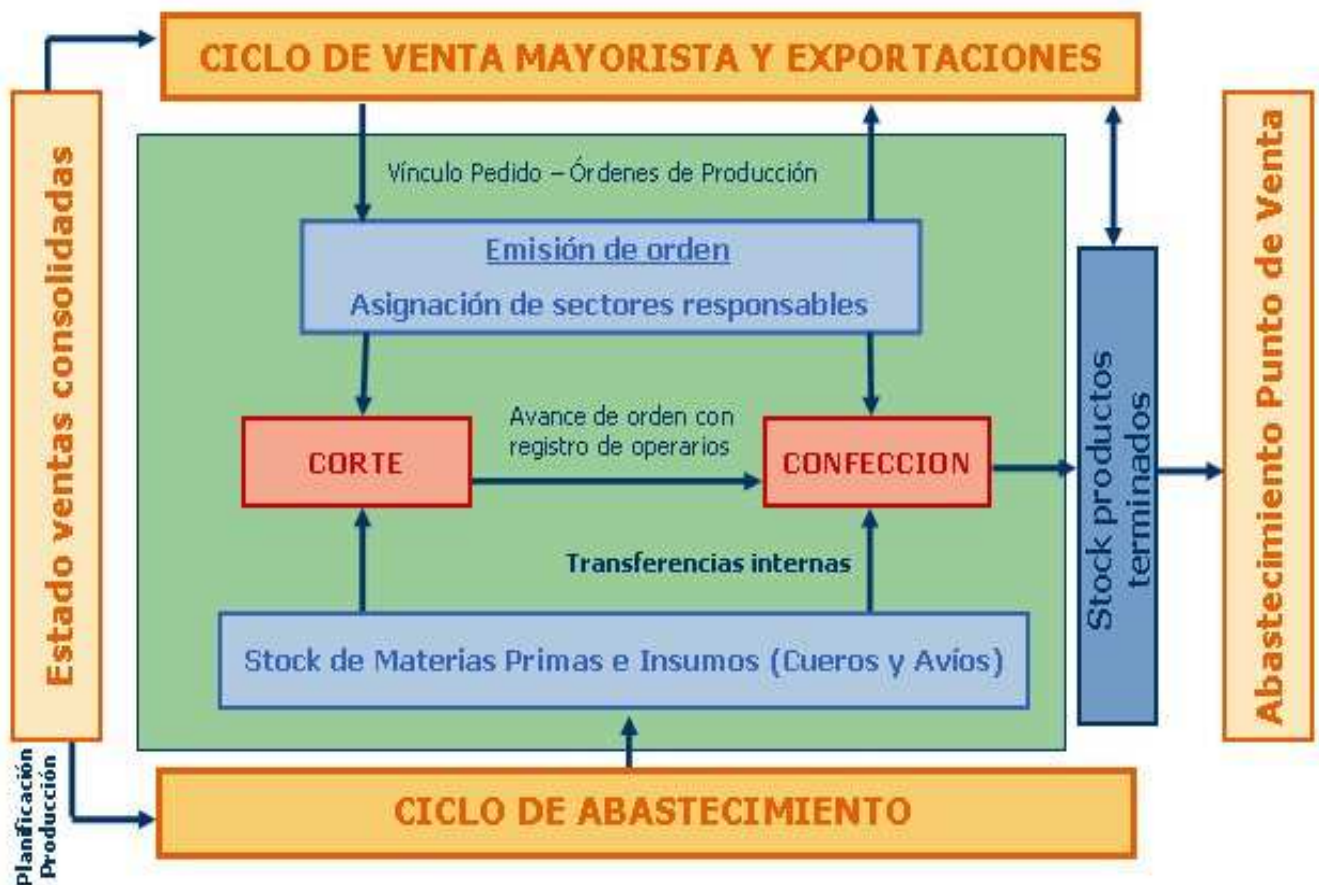 CICLO DE VENTA MAYORISTA Y EXPORTACIONES
Estado ventas consolidadas
Vínculo Pedido – Órdenes de Producción
Emisión de orden
Asignación de sectores responsables
CORTE
Avance de orden con
registro de operarios
CONFECCION
Transferencias internas
Stock de Materias Primas e Insumos (Cueros y Avíos)
Stock productos
terminados
Abastecimiento Punto de Venta
Planificación
Producción
CICLO DE ABASTECIMIENTO